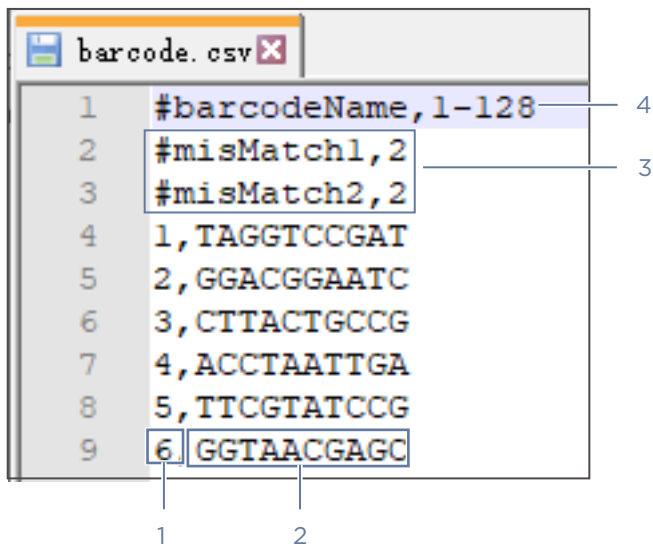 barcode.csv
1 #barcodeName,1-128 4
2 #misMatch1,2
3
3 #misMatch2,2
4 1,TAGGTCCGAT
5 2,GGACGGAATC
6 3,CTTACTGCCG
7 4,ACCTAATTGA
8 5,TTCGTATCCG
9 6,GGTAACGAGC
1 2